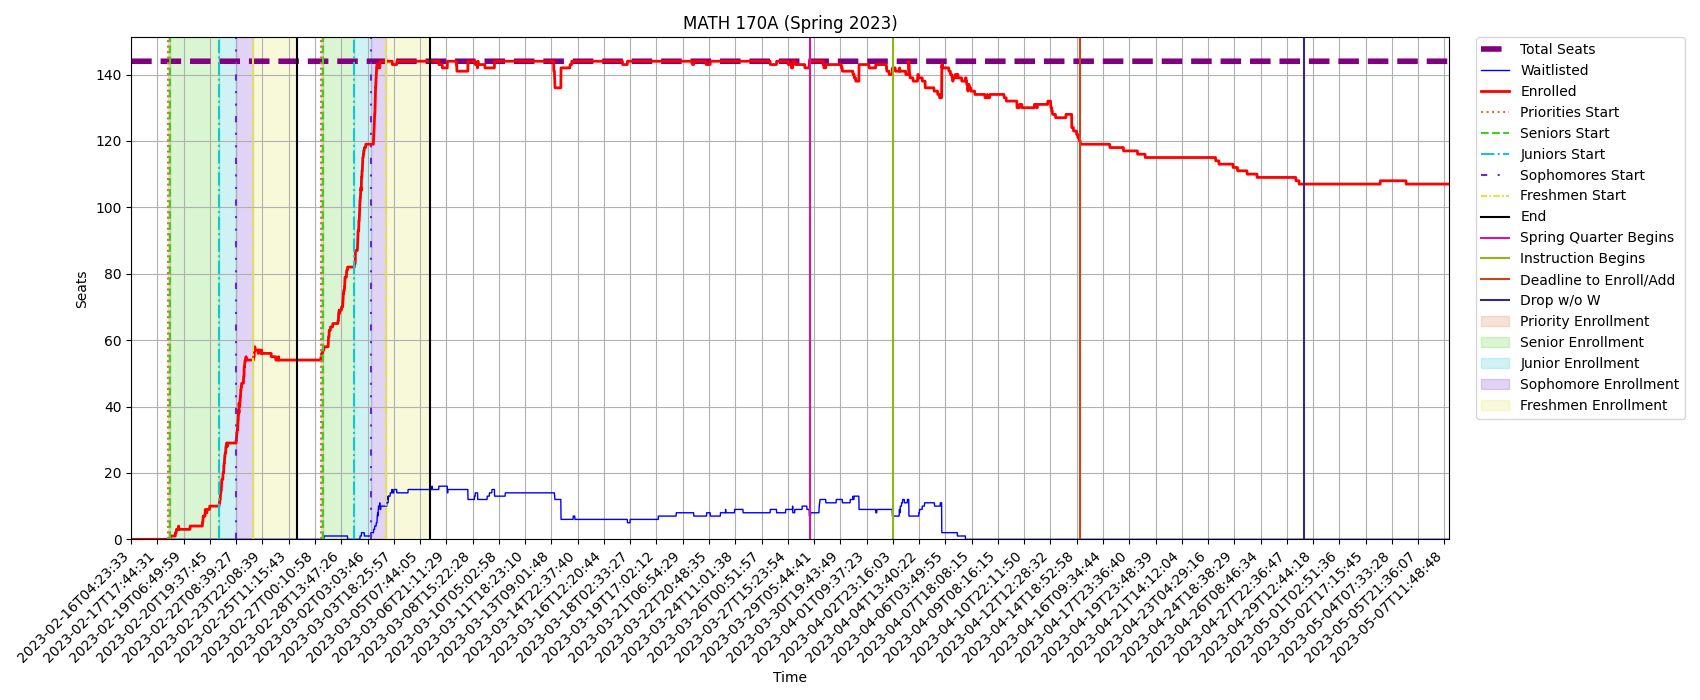 MATH 170A (Spring 2023)
Seats
140
120
100
80
60
40
20
0
2023-02-16T04:23:33
2023-02-17T17:44:31
2023-02-19T06:49:59
2023-02-20T19:37:45
2023-02-22T08:39:27
2023-02-23T22:08:39
2023-02-25T11:15:43
2023-02-27T00:10:58
2023-02-28T13:47:26
2023-03-02T03:03:46
2023-03-03T18:25:57
2023-03-05T07:44:05
2023-03-06T21:11:29
2023-03-08T15:22:28
2023-03-10T05:02:58
2023-03-11T18:23:10
2023-03-13T09:01:48
2023-03-14T22:37:40
2023-03-16T12:20:44
2023-03-18T02:33:27
2023-03-19T17:02:12
2023-03-21T06:54:29
2023-03-22T20:48:35
2023-03-24T11:01:38
2023-03-26T00:51:57
2023-03-27T15:23:54
2023-03-29T05:44:41
2023-03-30T19:43:49
2023-04-01T09:37:23
2023-04-02T23:16:03
2023-04-04T13:40:22
2023-04-06T03:49:55
2023-04-07T18:08:15
2023-04-09T08:16:15
2023-04-10T22:11:50
2023-04-12T12:28:32
2023-04-14T18:52:58
2023-04-16T09:34:44
2023-04-17T23:36:40
2023-04-19T23:48:39
2023-04-21T14:12:04
2023-04-23T04:29:16
2023-04-24T18:38:29
2023-04-26T08:46:34
2023-04-27T22:36:47
2023-04-29T12:44:18
2023-05-01T02:51:36
2023-05-02T17:15:45
2023-05-04T07:33:28
2023-05-05T21:36:07
2023-05-07T11:48:48
Time
Total Seats
Waitlisted
Enrolled
Priorities Start
Seniors Start
Juniors Start
Sophomores Start
Freshmen Start
End
Spring Quarter Begins
Instruction Begins
Deadline to Enroll/Add
Drop w/o W
Priority Enrollment
Senior Enrollment
Junior Enrollment
Sophomore Enrollment
Freshmen Enrollment